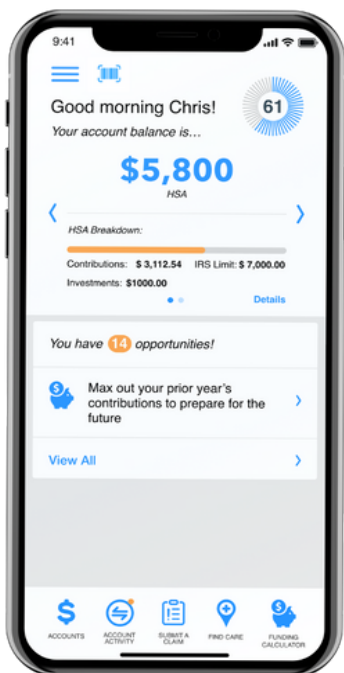 9:41
Good morning Chris!
61
Your account balance is...
$5,800
HSA
HSA Breakdown:
Contributions: $ 3,112.54 IRS Limit: $ 7,000.00
Investments: $1000.00
Details
You have 14 opportunities!
Max out your prior year's
contributions to prepare for the
future
View All
ACCOUNTS
ACCOUNT
ACTIVITY
SUBMIT A
CLAIM
FIND CARE
FUNDING
CALCULATOR